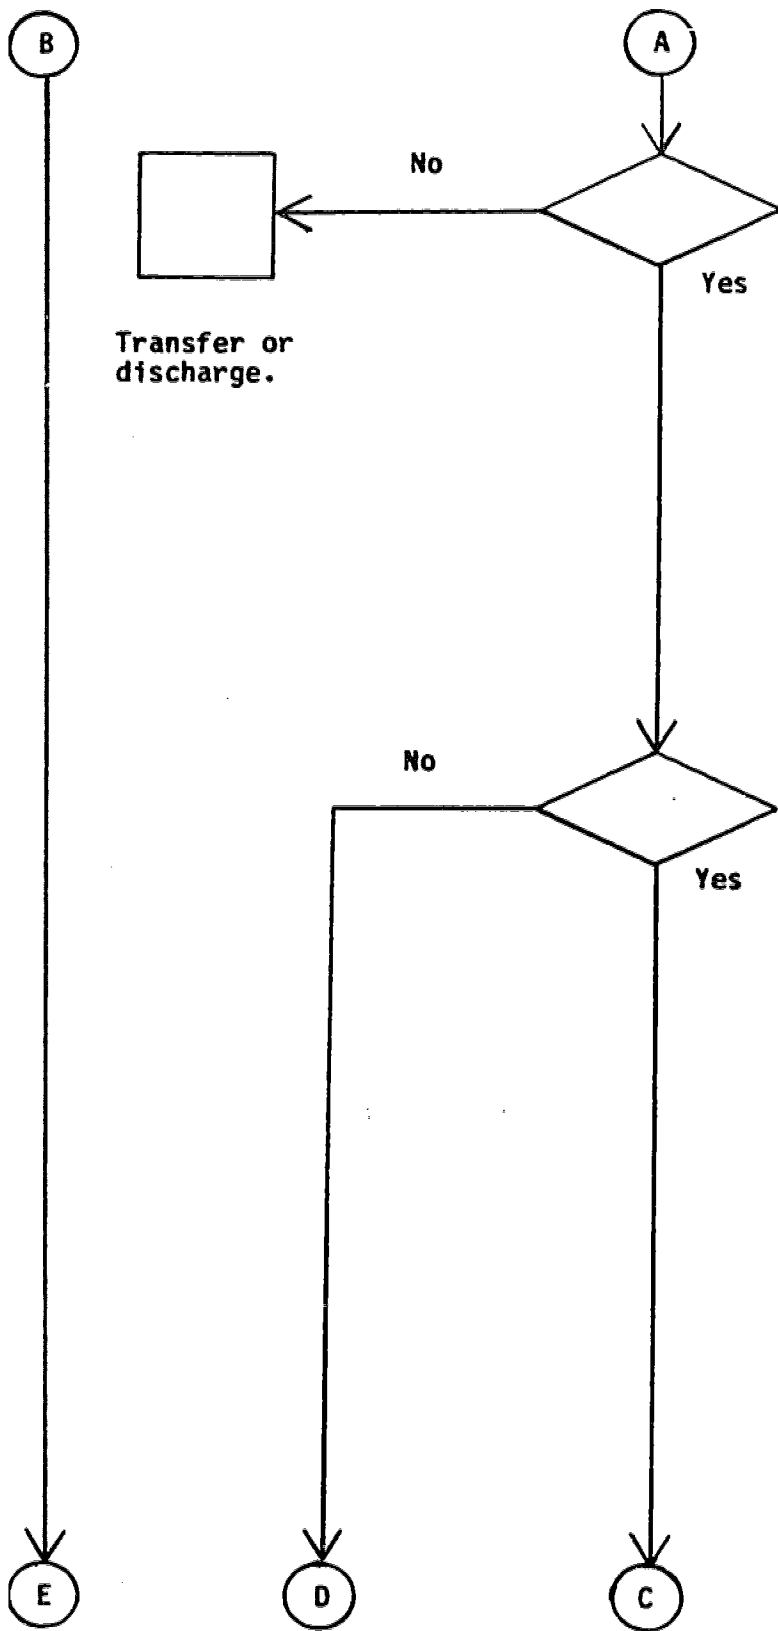 B
A
No
Yes
Transfer or
discharge.
No
Yes
E
D
C